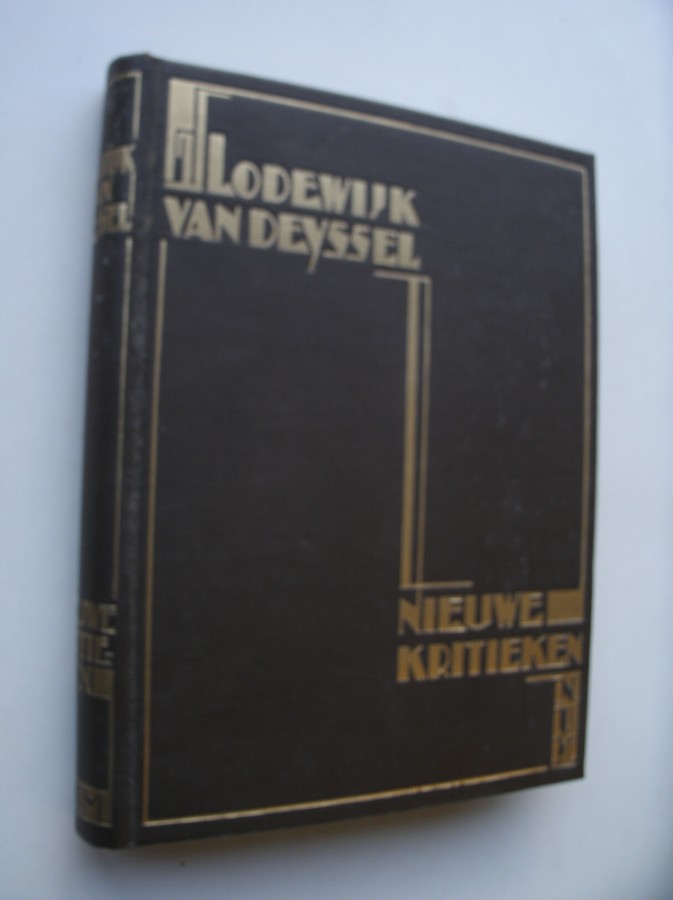 LODEWIJK
VAN DEYSSEL
NIEUWE
KRITIEKEN